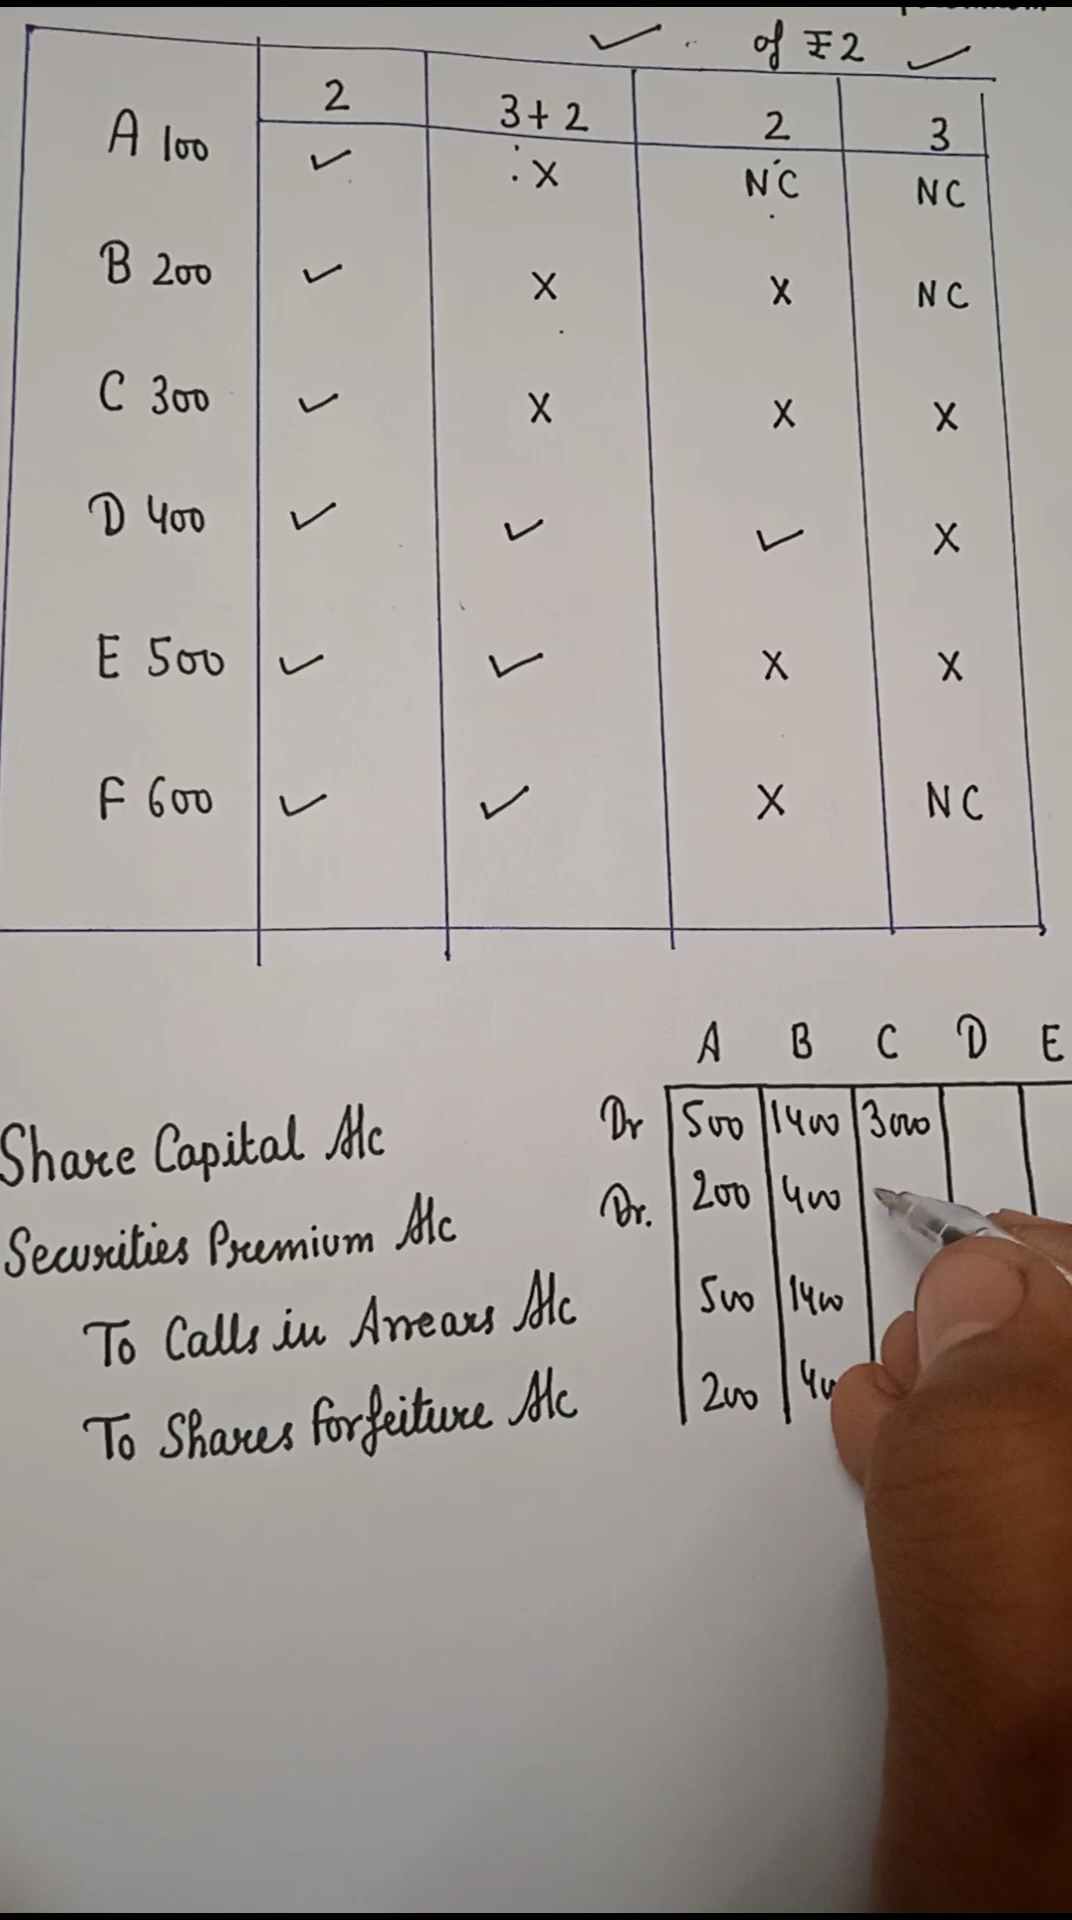 of ₹2
2 3+2 2 3
A 100 ✓ X NC NC
B 200 ✓ X X NC
C 300 ✓ X X X
D 400 ✓ ✓ ✓ X
E 500 ✓ ✓ X X
F 600 ✓ ✓ X NC
A B C D E
Share Capital A/c Dr 500 1400 3000
Securities Premium A/c Dr. 200 400
To Calls in Arrears A/c 500 1400
To Shares forfeiture A/c 200